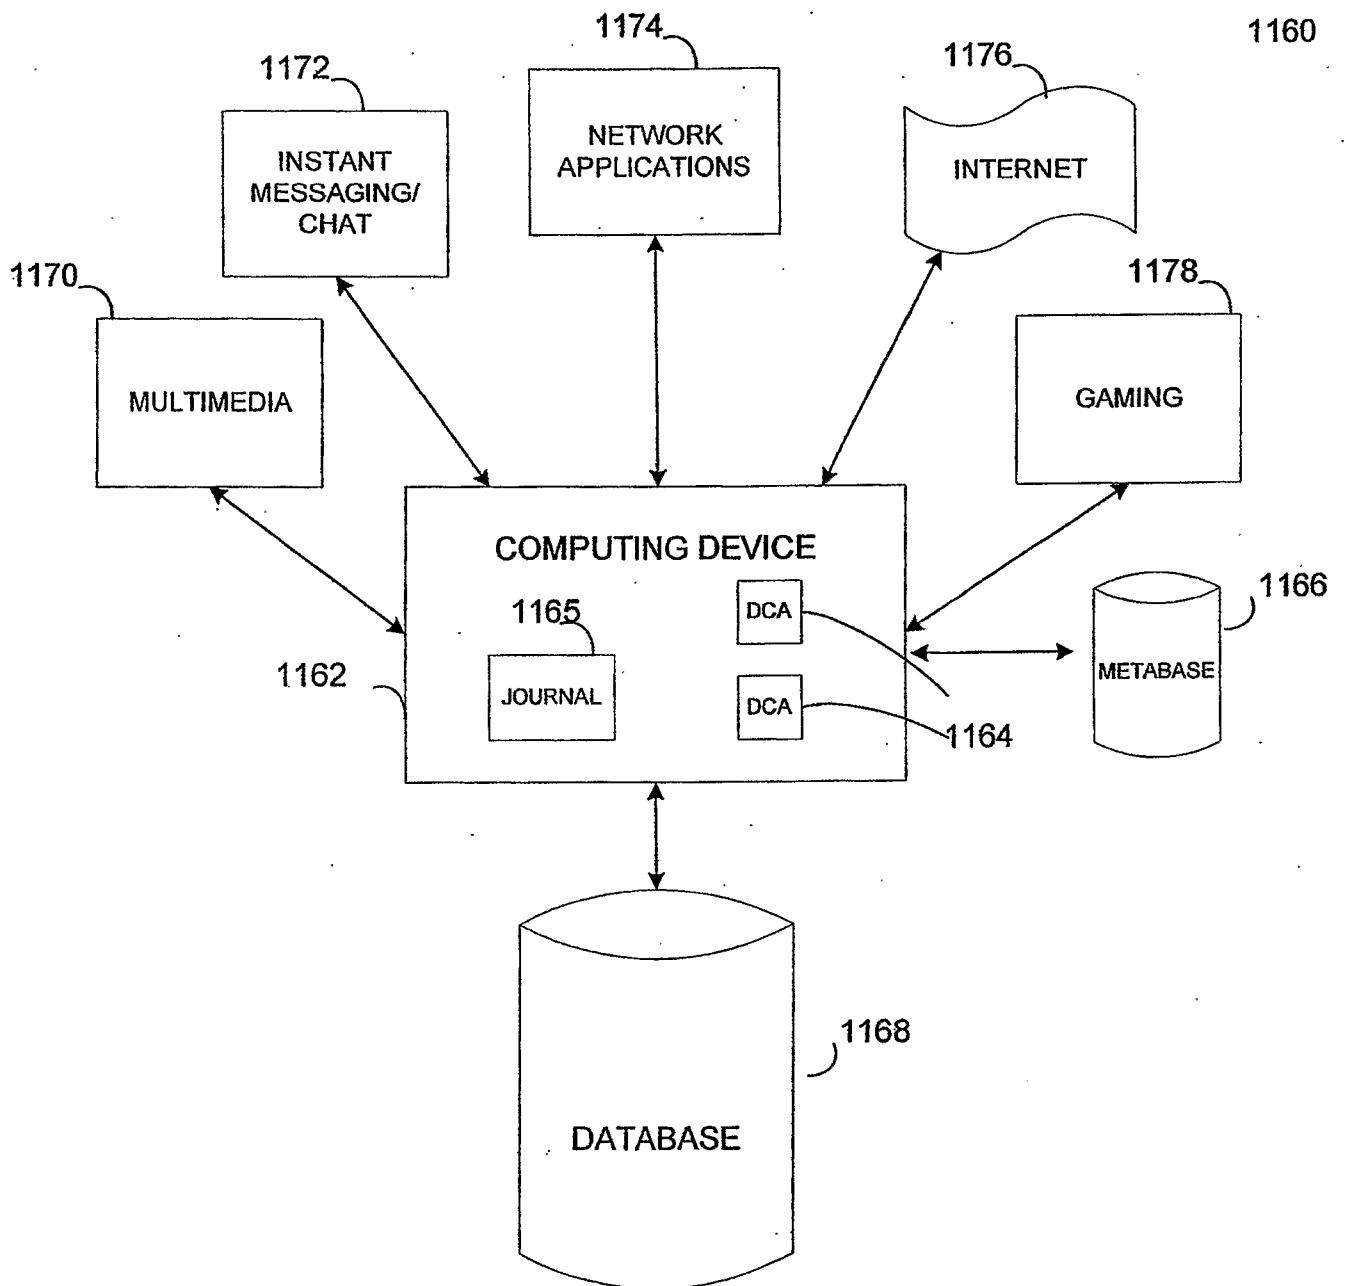 1160
1174
1172
1176
NETWORK
APPLICATIONS
INSTANT
MESSAGING/
CHAT
INTERNET
1170
1178
MULTIMEDIA
GAMING
COMPUTING DEVICE
1165
DCA
1166
1162
JOURNAL
DCA
METABASE
1164
1168
DATABASE